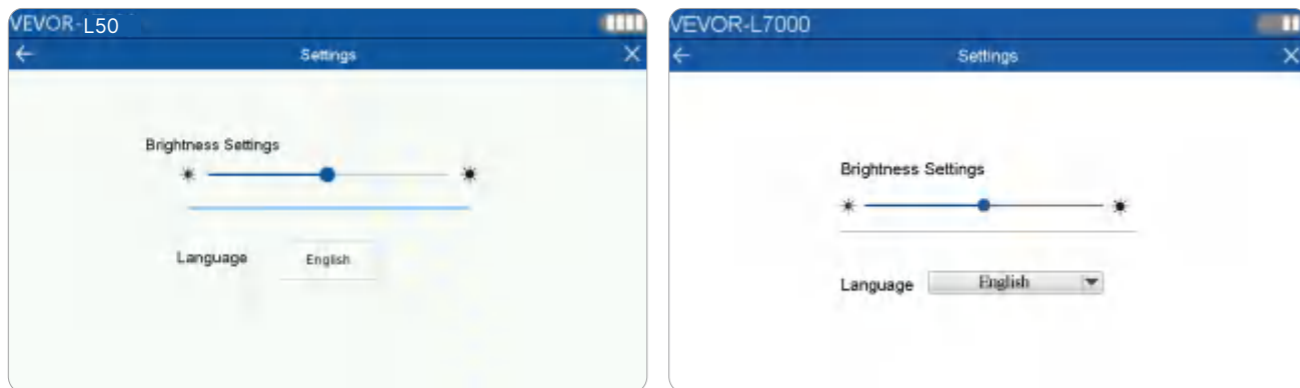 VEVOR-L50
Settings
Brightness Settings
Language English
VEVOR-L7000
Settings
Brightness Settings
Language English